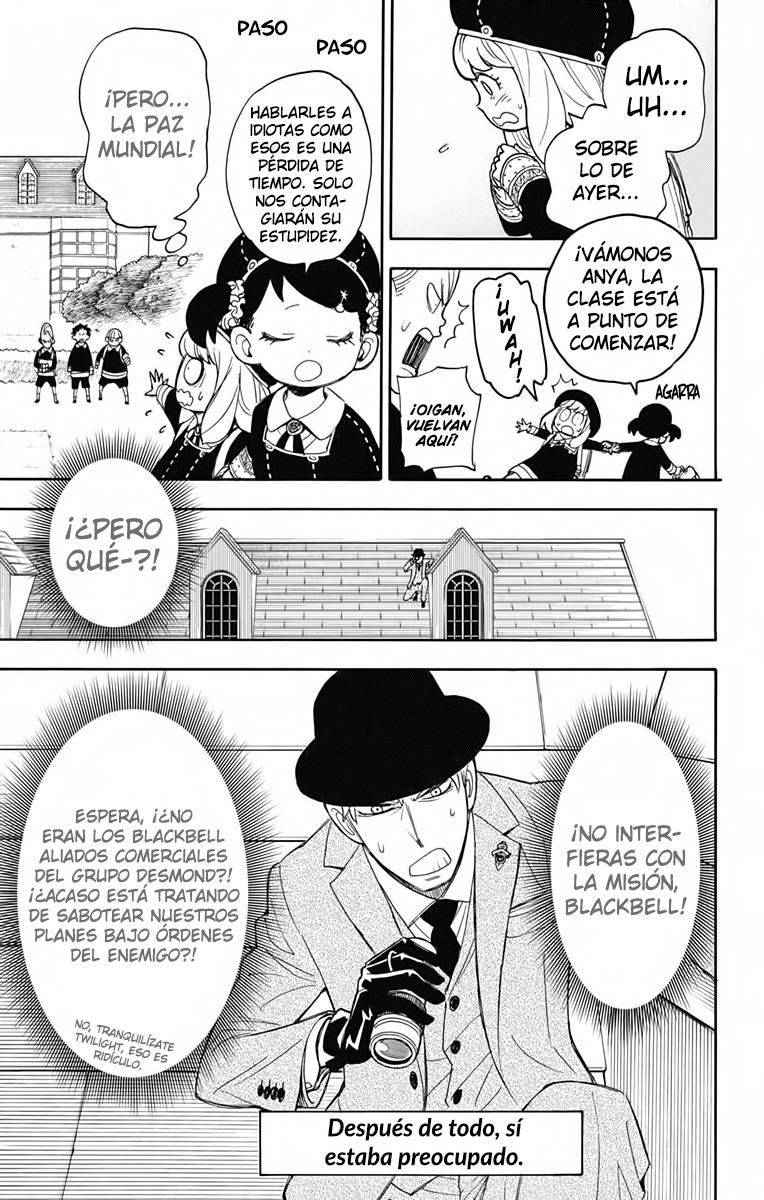 UM...
UH...
SOBRE
LO DE
AYER...
¡VÁMONOS
ANYA, LA
CLASE ESTÁ
A PUNTO DE
COMENZAR!
¡UWAH!
AGARRA
¡OIGAN,
VUELVAN
AQUÍ?
PASO
PASO
HABLARLES A
IDIOTAS COMO
ESOS ES UNA
PÉRDIDA DE
TIEMPO. SOLO
NOS CONTA-
GIARÁN SU
ESTUPIDEZ.
¡PERO...
LA PAZ
MUNDIAL!
¡¿PERO
QUÉ-?!
¡NO INTER-
FIERAS CON
LA MISIÓN,
BLACKBELL!
ESPERA, ¡¿NO
ERAN LOS BLACKBELL
ALIADOS COMERCIALES
DEL GRUPO DESMOND?!
¡¿ACASO ESTÁ TRATANDO
DE SABOTEAR NUESTROS
PLANES BAJO ÓRDENES
DEL ENEMIGO?!
NO, TRANQUILÍZATE
TWILIGHT, ESO ES
RIDÍCULO.
Después de todo, sí
estaba preocupado.